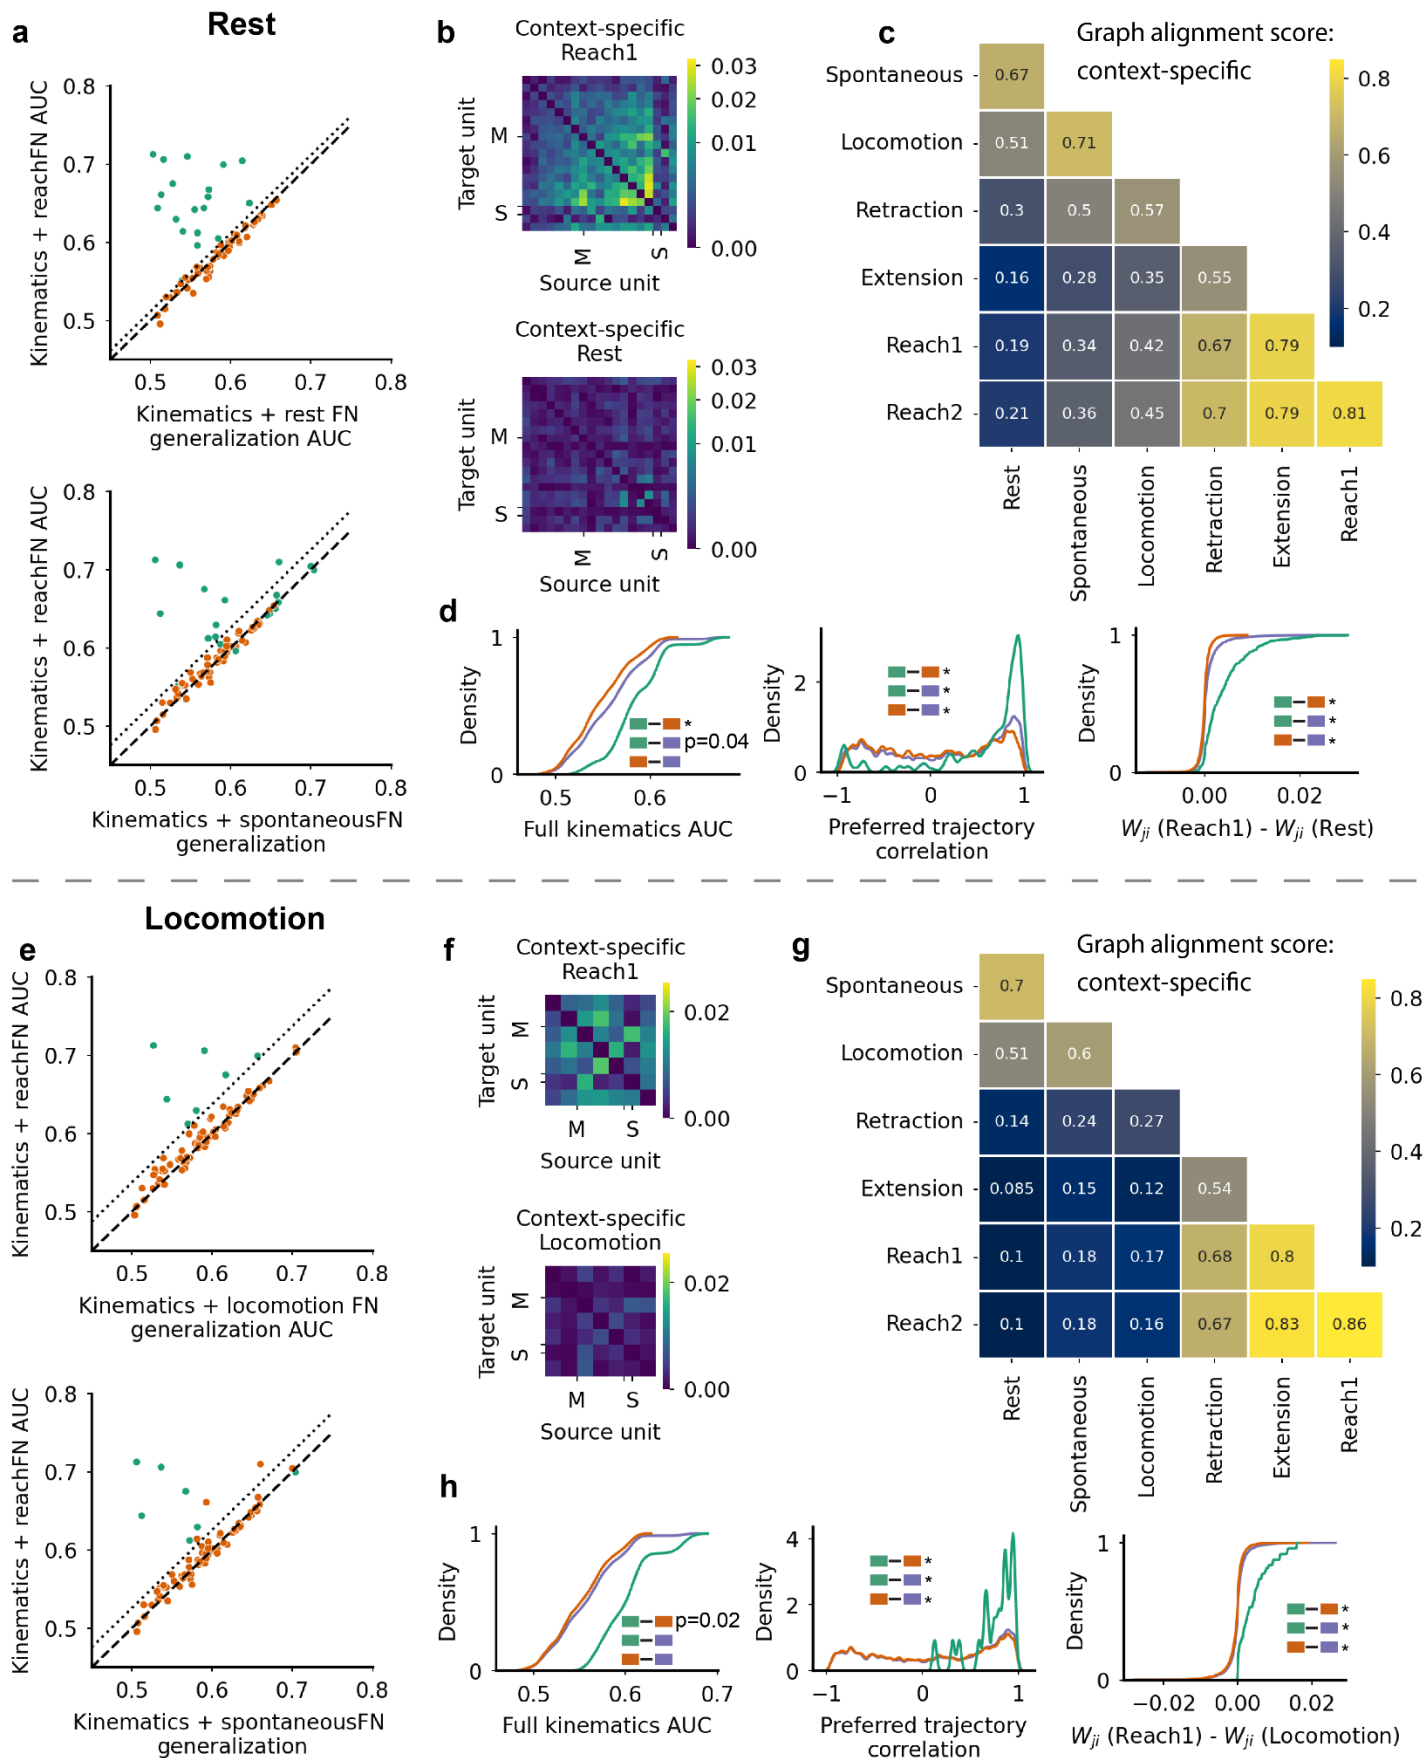 a
Rest
Kinematics + reachFN AUC
0.8
0.7
0.6
0.5
0.5 0.6 0.7 0.8
Kinematics + rest FN
generalization AUC
Kinematics + reachFN AUC
0.8
0.7
0.6
0.5
0.5 0.6 0.7 0.8
Kinematics + spontaneousFN
generalization
b
Context-specific
Reach1
Target unit
M
S
M S
Source unit
0.03
0.02
0.01
0.00
Context-specific
Rest
Target unit
M
S
M S
Source unit
0.03
0.02
0.01
0.00
c
Graph alignment score:
context-specific
Spontaneous 0.67
Locomotion 0.51 0.71
Retraction 0.3 0.5 0.57
Extension 0.16 0.28 0.35 0.55
Reach1 0.19 0.34 0.42 0.67 0.79
Reach2 0.21 0.36 0.45 0.7 0.79 0.81
Rest Spontaneous Locomotion Retraction Extension Reach1
0.8
0.6
0.4
0.2
d
Density
1
0
*
p=0.04
0.5 0.6
Full kinematics AUC
Density
2
0
*
*
*
−1 0 1
Preferred trajectory
correlation
Density
1
0
*
*
*
0.00 0.02
Wji (Reach1) - Wji (Rest)
Locomotion
e
Kinematics + reachFN AUC
0.8
0.7
0.6
0.5
0.5 0.6 0.7 0.8
Kinematics + locomotion FN
generalization AUC
Kinematics + reachFN AUC
0.8
0.7
0.6
0.5
0.5 0.6 0.7 0.8
Kinematics + spontaneousFN
generalization
f
Context-specific
Reach1
Target unit
M
S
M S
Source unit
0.02
0.00
Context-specific
Locomotion
Target unit
M
S
M S
Source unit
0.02
0.00
g
Graph alignment score:
context-specific
Spontaneous 0.7
Locomotion 0.51 0.6
Retraction 0.14 0.24 0.27
Extension 0.085 0.15 0.12 0.54
Reach1 0.1 0.18 0.17 0.68 0.8
Reach2 0.1 0.18 0.16 0.67 0.83 0.86
Rest Spontaneous Locomotion Retraction Extension Reach1
0.8
0.6
0.4
0.2
h
Density
1
0
p=0.02
0.5 0.6 0.7
Full kinematics AUC
Density
4
2
0
*
*
*
−1 0 1
Preferred trajectory
correlation
Density
1
0
*
*
*
−0.02 0.00 0.02
Wji (Reach1) - Wji (Locomotion)